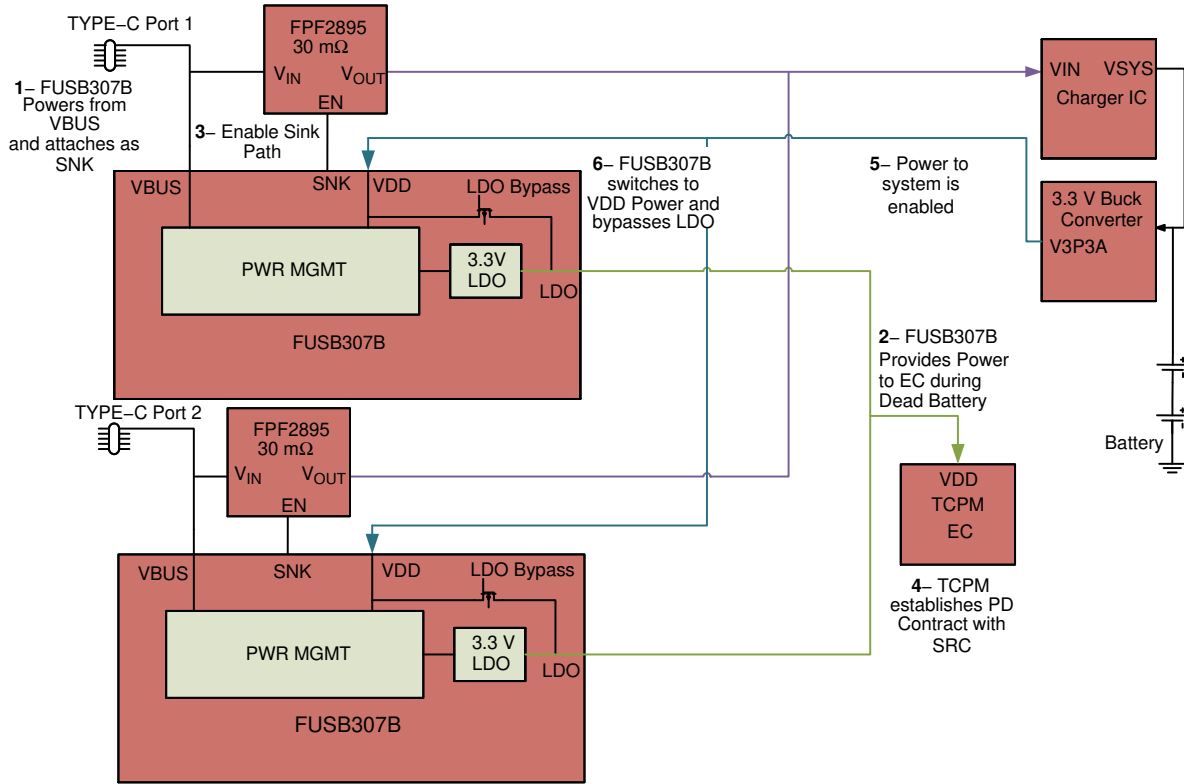 TYPE–C Port 1
1– FUSB307B
Powers from
VBUS
and attaches as
SNK
FPF2895
30 mΩ
VIN
VOUT
EN
3– Enable Sink
Path
VBUS
SNK
VDD
LDO Bypass
PWR MGMT
3.3V
LDO
LDO
FUSB307B
6– FUSB307B
switches to
VDD Power and
bypasses LDO
5– Power to
system is
enabled
VIN
VSYS
Charger IC
3.3 V Buck
Converter
V3P3A
2– FUSB307B
Provides Power
to EC during
Dead Battery
Battery
TYPE–C Port 2
FPF2895
30 mΩ
VIN
VOUT
EN
VBUS
SNK
VDD
LDO Bypass
PWR MGMT
3.3 V
LDO
LDO
FUSB307B
VDD
TCPM
EC
4– TCPM
establishes PD
Contract with
SRC